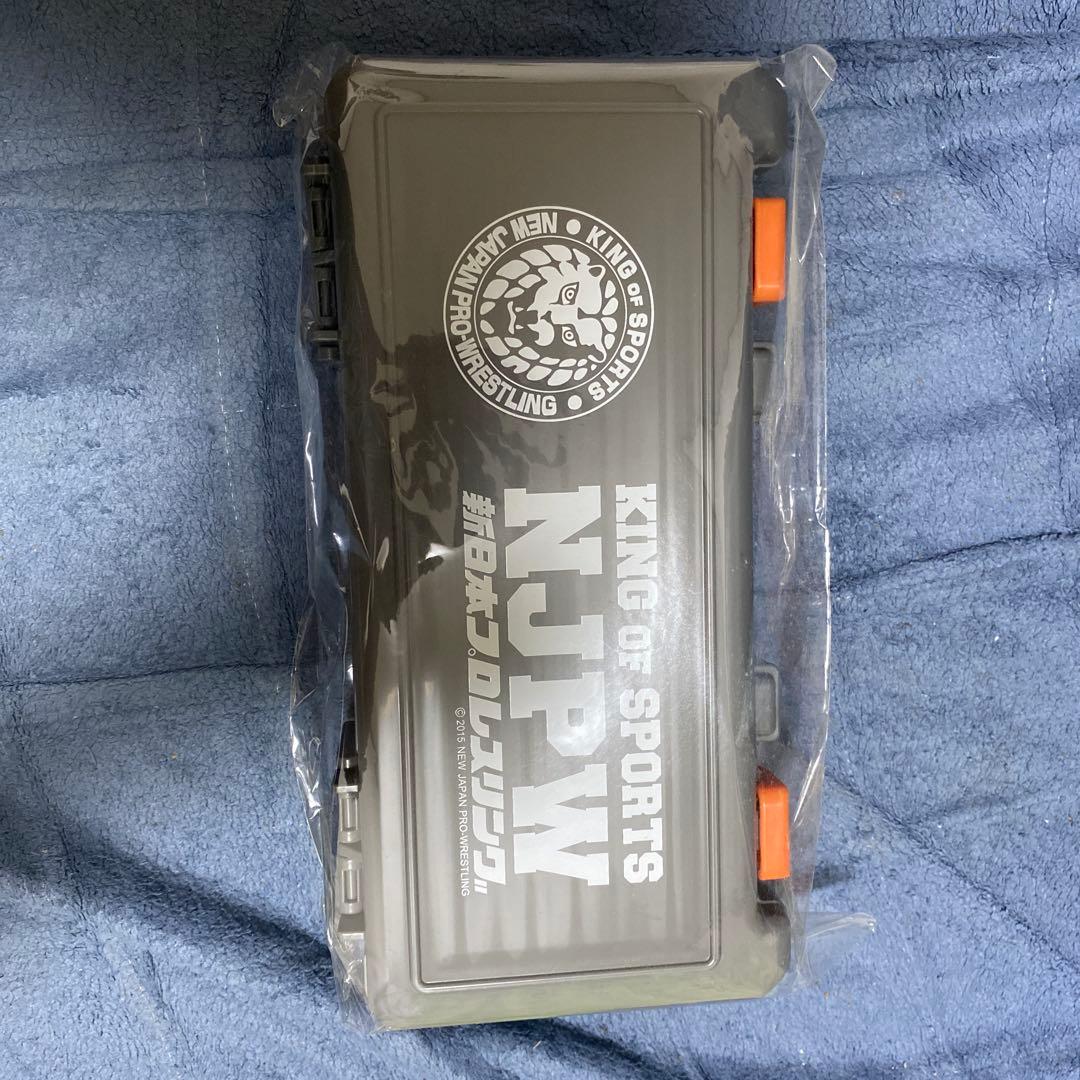 KING OF SPORTS
NEW JAPAN PRO-WRESTLING
KING OF SPORTS
NJPW
新日本プロレスリング
© 2015 NEW JAPAN PRO-WRESTLING